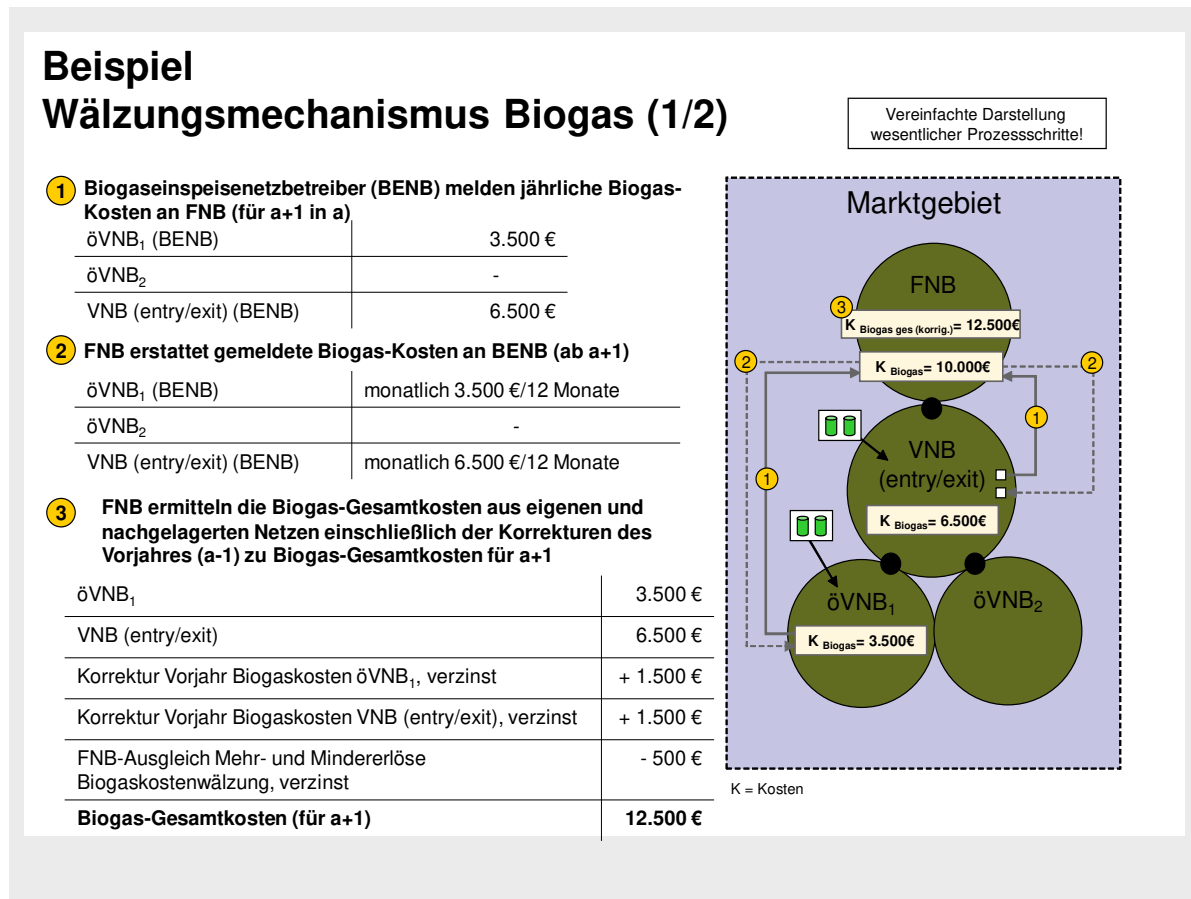 Beispiel
Wälzungsmechanismus Biogas (1/2)
Vereinfachte Darstellung
wesentlicher Prozessschritte!
1 Biogaseinspeisenetzbetreiber (BENB) melden jährliche Biogas-
Kosten an FNB (für a+1 in a)
öVNB1 (BENB) 3.500 €
öVNB2 -
VNB (entry/exit) (BENB) 6.500 €
2 FNB erstattet gemeldete Biogas-Kosten an BENB (ab a+1)
öVNB1 (BENB) monatlich 3.500 €/12 Monate
öVNB2 -
VNB (entry/exit) (BENB) monatlich 6.500 €/12 Monate
3 FNB ermitteln die Biogas-Gesamtkosten aus eigenen und
nachgelagerten Netzen einschließlich der Korrekturen des
Vorjahres (a-1) zu Biogas-Gesamtkosten für a+1
öVNB1 3.500 €
VNB (entry/exit) 6.500 €
Korrektur Vorjahr Biogaskosten öVNB1, verzinst + 1.500 €
Korrektur Vorjahr Biogaskosten VNB (entry/exit), verzinst + 1.500 €
FNB-Ausgleich Mehr- und Mindererlöse - 500 €
Biogaskostenwälzung, verzinst
Biogas-Gesamtkosten (für a+1) 12.500 €
Marktgebiet
FNB
3
K Biogas ges (korrig.)= 12.500€
2
K Biogas= 10.000€
2
1
VNB
(entry/exit)
1
K Biogas= 6.500€
öVNB1
öVNB2
K Biogas= 3.500€
K = Kosten